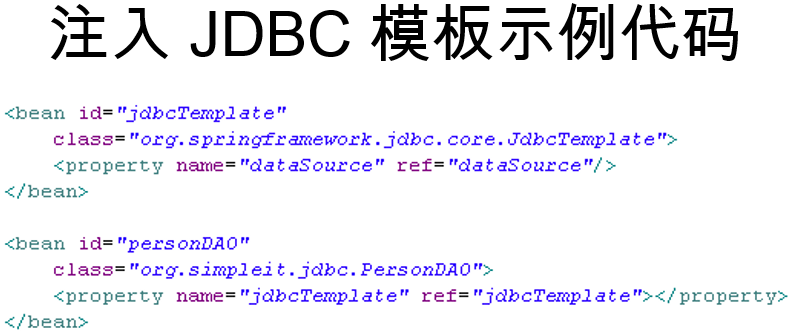 注入 JDBC 模板示例代码
<bean id="jdbcTemplate"
class="org.springframework.jdbc.core.JdbcTemplate">
<property name="dataSource" ref="dataSource"/>
</bean>
<bean id="personDAO"
class="org.simpleit.jdbc.PersonDAO">
<property name="jdbcTemplate" ref="jdbcTemplate"></property>
</bean>